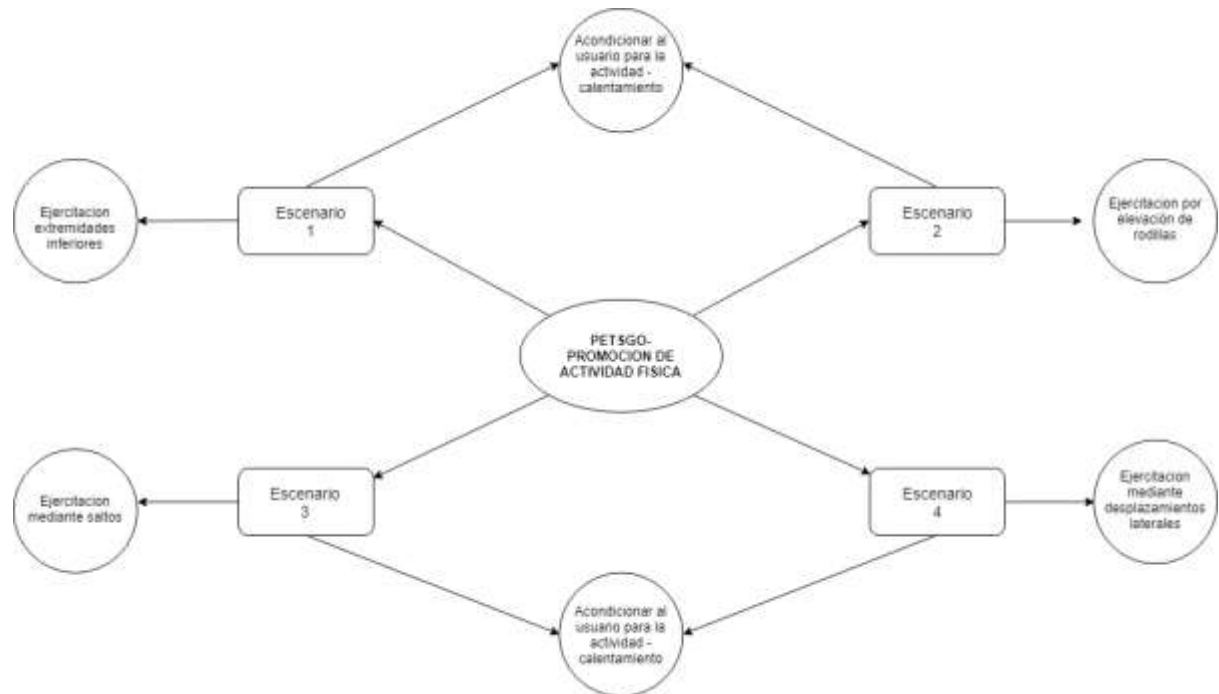 Acondicionar al
usuario para la
actividad -
calentamiento
Ejercitacion
extremidades
inferiores
Escenario
1
Escenario
2
Ejercitacion por
elevación de
rodillas
PETSGO-
PROMOCION DE
ACTIVIDAD FISICA
Ejercitacion
mediante saltos
Escenario
3
Escenario
4
Ejercitacion
mediante
desplazamientos
laterales
Acondicionar al
usuario para la
actividad -
calentamiento